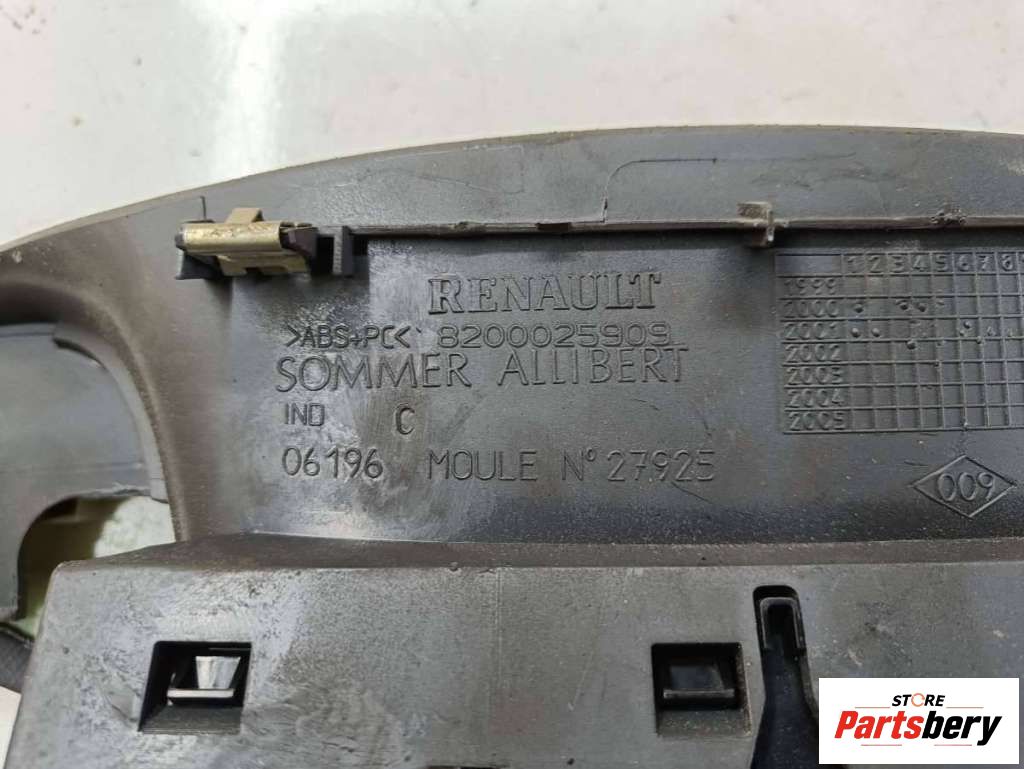 RENAULT
>ABS+PC< 8200025909
SOMMER ALLIBERT
IND C
06196 MOULE N° 27925
1 2 3 4 5 6 7 8
1999
2000
2001
2002
2003
2004
2005
009
STORE
Partsbery